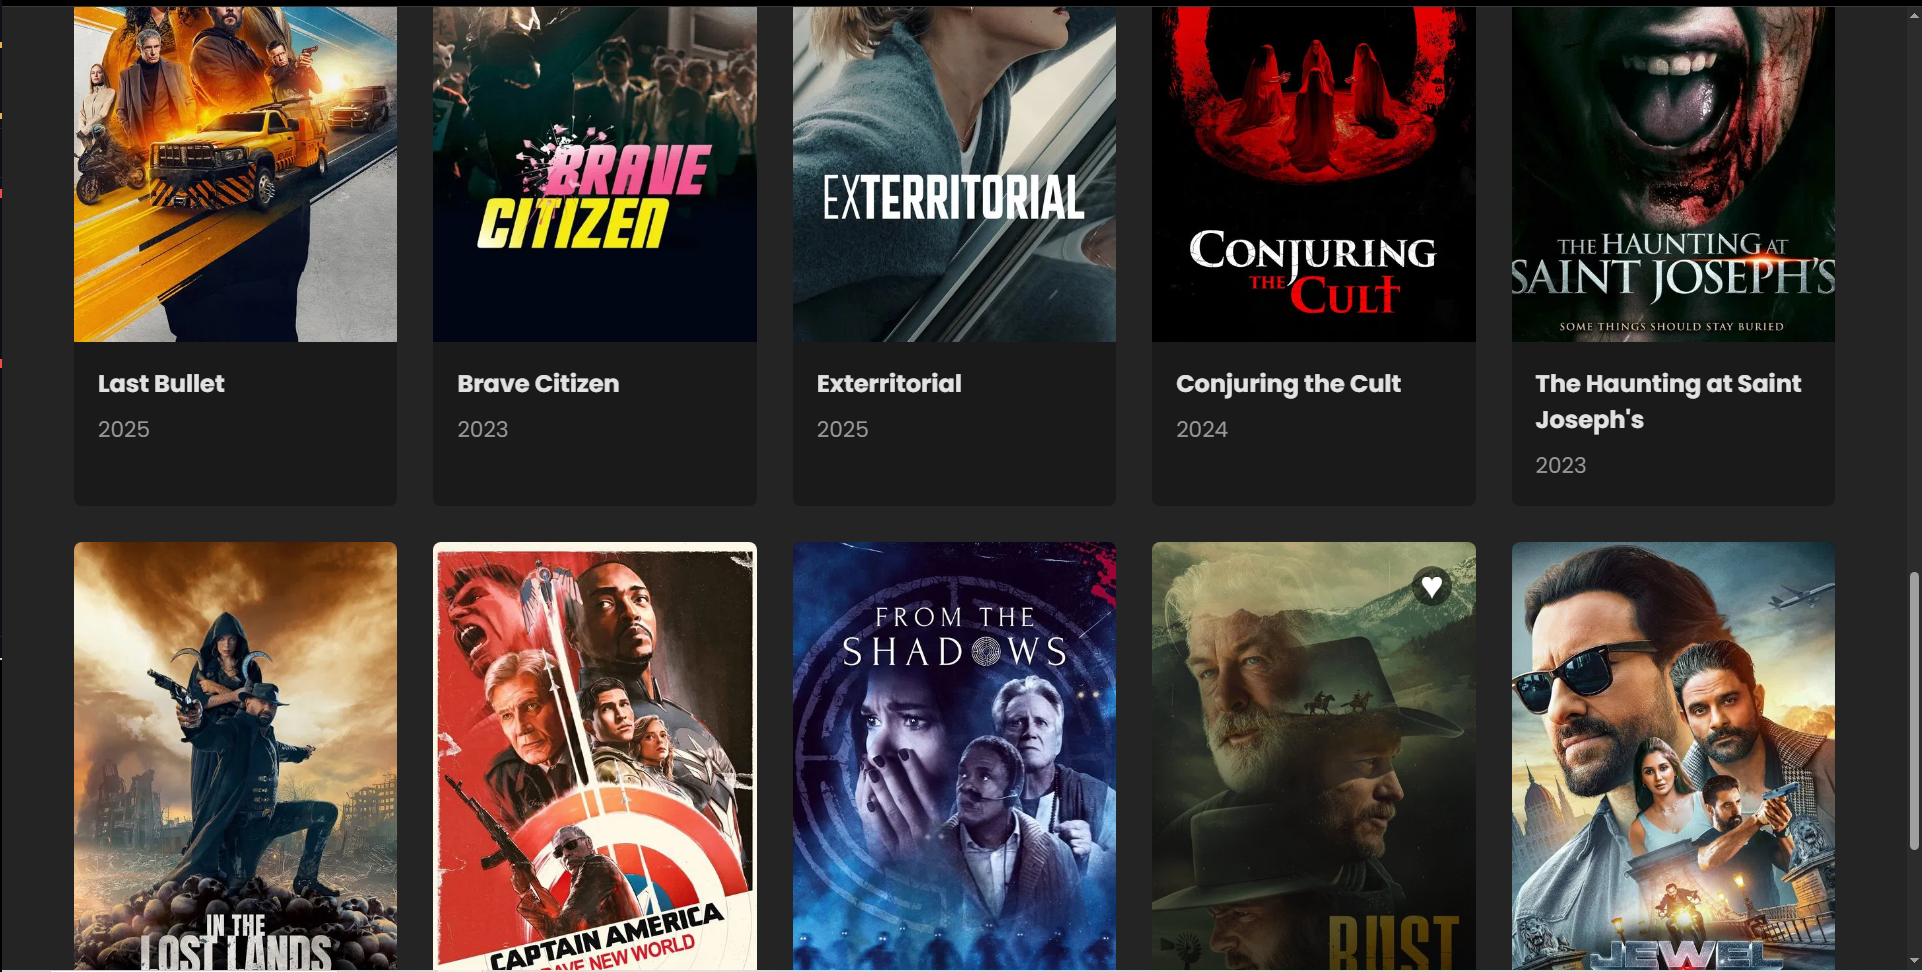 BRAVE
CITIZEN
EXTERRITORIAL
CONJURING
THE CULT
THE HAUNTING AT
SAINT JOSEPH'S
SOME THINGS SHOULD STAY BURIED
Last Bullet
2025
Brave Citizen
2023
Exterritorial
2025
Conjuring the Cult
2024
The Haunting at Saint
Joseph's
2023
IN THE
LOST LANDS
CAPTAIN AMERICA
BRAVE NEW WORLD
FROM THE
SHADOWS
RUST
JEWEL